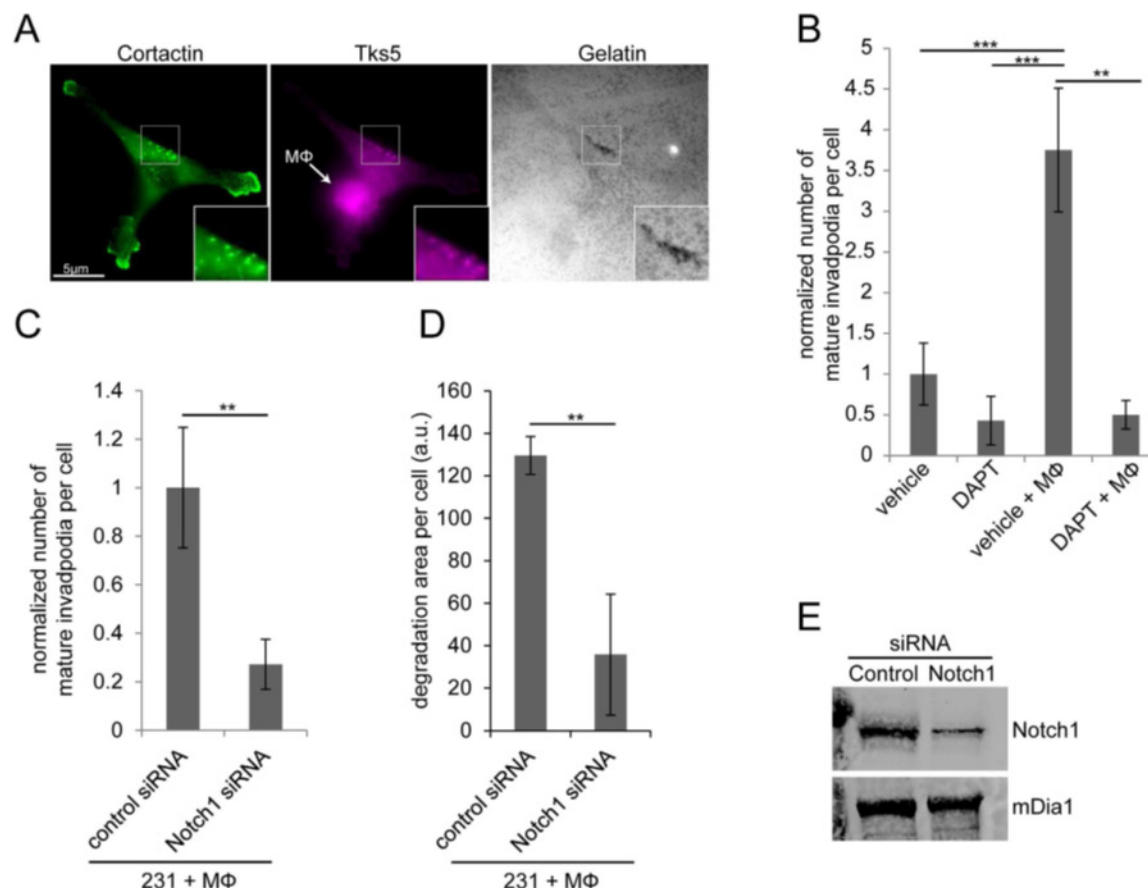 A
Cortactin
Tks5
Gelatin
MΦ
5μm
B
normalized number of
mature invadpodia per cell
5
4.5
4
3.5
3
2.5
2
1.5
1
0.5
0
***
***
**
vehicle
DAPT
vehicle + MΦ
DAPT + MΦ
C
normalized number of
mature invadpodia per cell
1.4
1.2
1
0.8
0.6
0.4
0.2
0
**
control siRNA
Notch1 siRNA
231 + MΦ
D
degradation area per cell (a.u.)
160
140
120
100
80
60
40
20
0
**
control siRNA
Notch1 siRNA
231 + MΦ
E
siRNA
Control Notch1
Notch1
mDia1